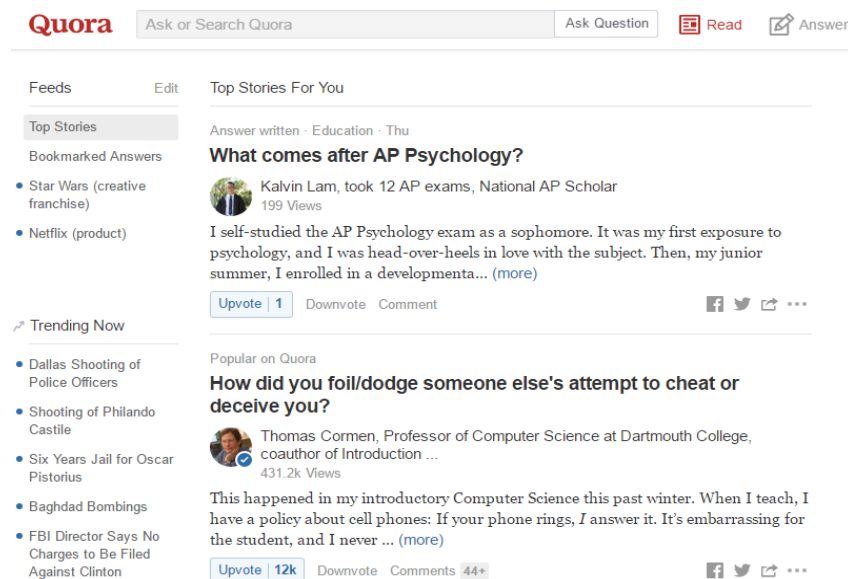 Quora
Ask or Search Quora
Ask Question
Read
Answer
Feeds
Edit
Top Stories
Bookmarked Answers
Star Wars (creative
franchise)
Netflix (product)
Trending Now
Dallas Shooting of
Police Officers
Shooting of Philando
Castile
Six Years Jail for Oscar
Pistorius
Baghdad Bombings
FBI Director Says No
Charges to Be Filed
Against Clinton
Top Stories For You
Answer written · Education · Thu
What comes after AP Psychology?
Kalvin Lam, took 12 AP exams, National AP Scholar
199 Views
I self-studied the AP Psychology exam as a sophomore. It was my first exposure to
psychology, and I was head-over-heels in love with the subject. Then, my junior
summer, I enrolled in a developmenta... (more)
Upvote | 1 Downvote Comment
Popular on Quora
How did you foil/dodge someone else's attempt to cheat or
deceive you?
Thomas Cormen, Professor of Computer Science at Dartmouth College,
coauthor of Introduction ...
431.2k Views
This happened in my introductory Computer Science this past winter. When I teach, I
have a policy about cell phones: If your phone rings, I answer it. It's embarrassing for
the student, and I never ... (more)
Upvote | 12k Downvote Comments 44+